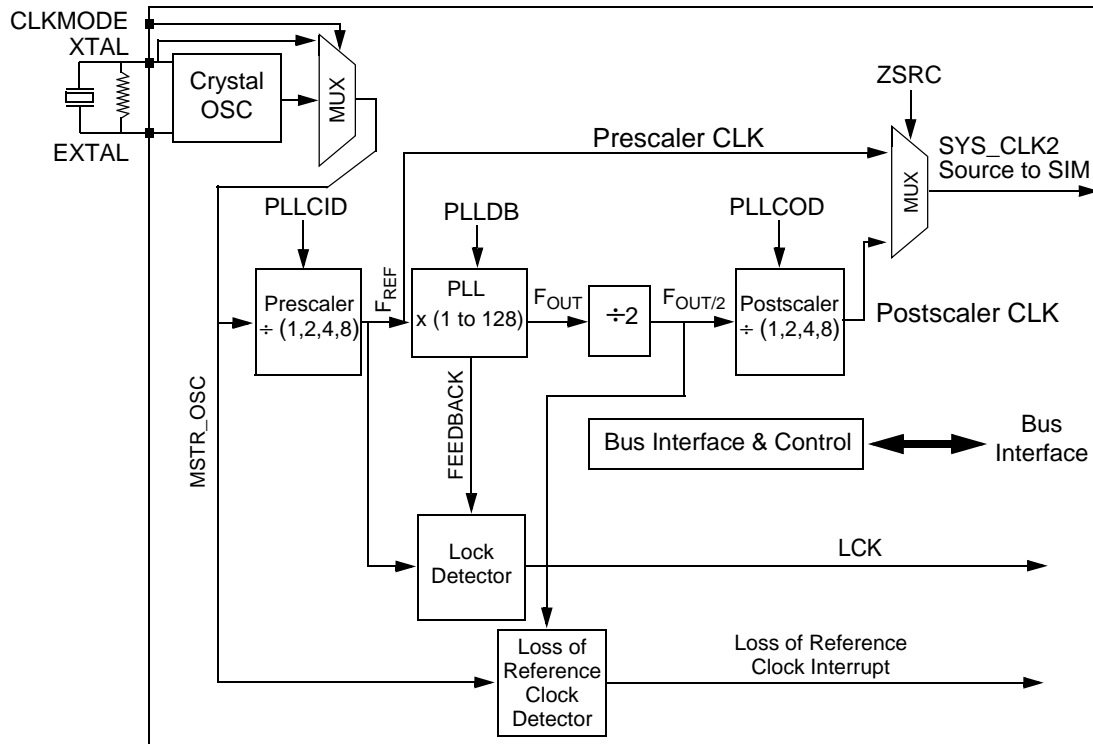 CLKMODE
XTAL
EXTAL
Crystal
OSC
MUX
ZSRC
Prescaler CLK
MUX
SYS_CLK2
Source to SIM
PLLCID
PLLDB
PLLCOD
Prescaler
÷ (1,2,4,8)
FREF
PLL
x (1 to 128)
FOUT
÷2
FOUT/2
Postscaler
÷ (1,2,4,8)
Postscaler CLK
MSTR_OSC
FEEDBACK
Bus Interface & Control
Bus
Interface
Lock
Detector
LCK
Loss of
Reference
Clock
Detector
Loss of Reference
Clock Interrupt